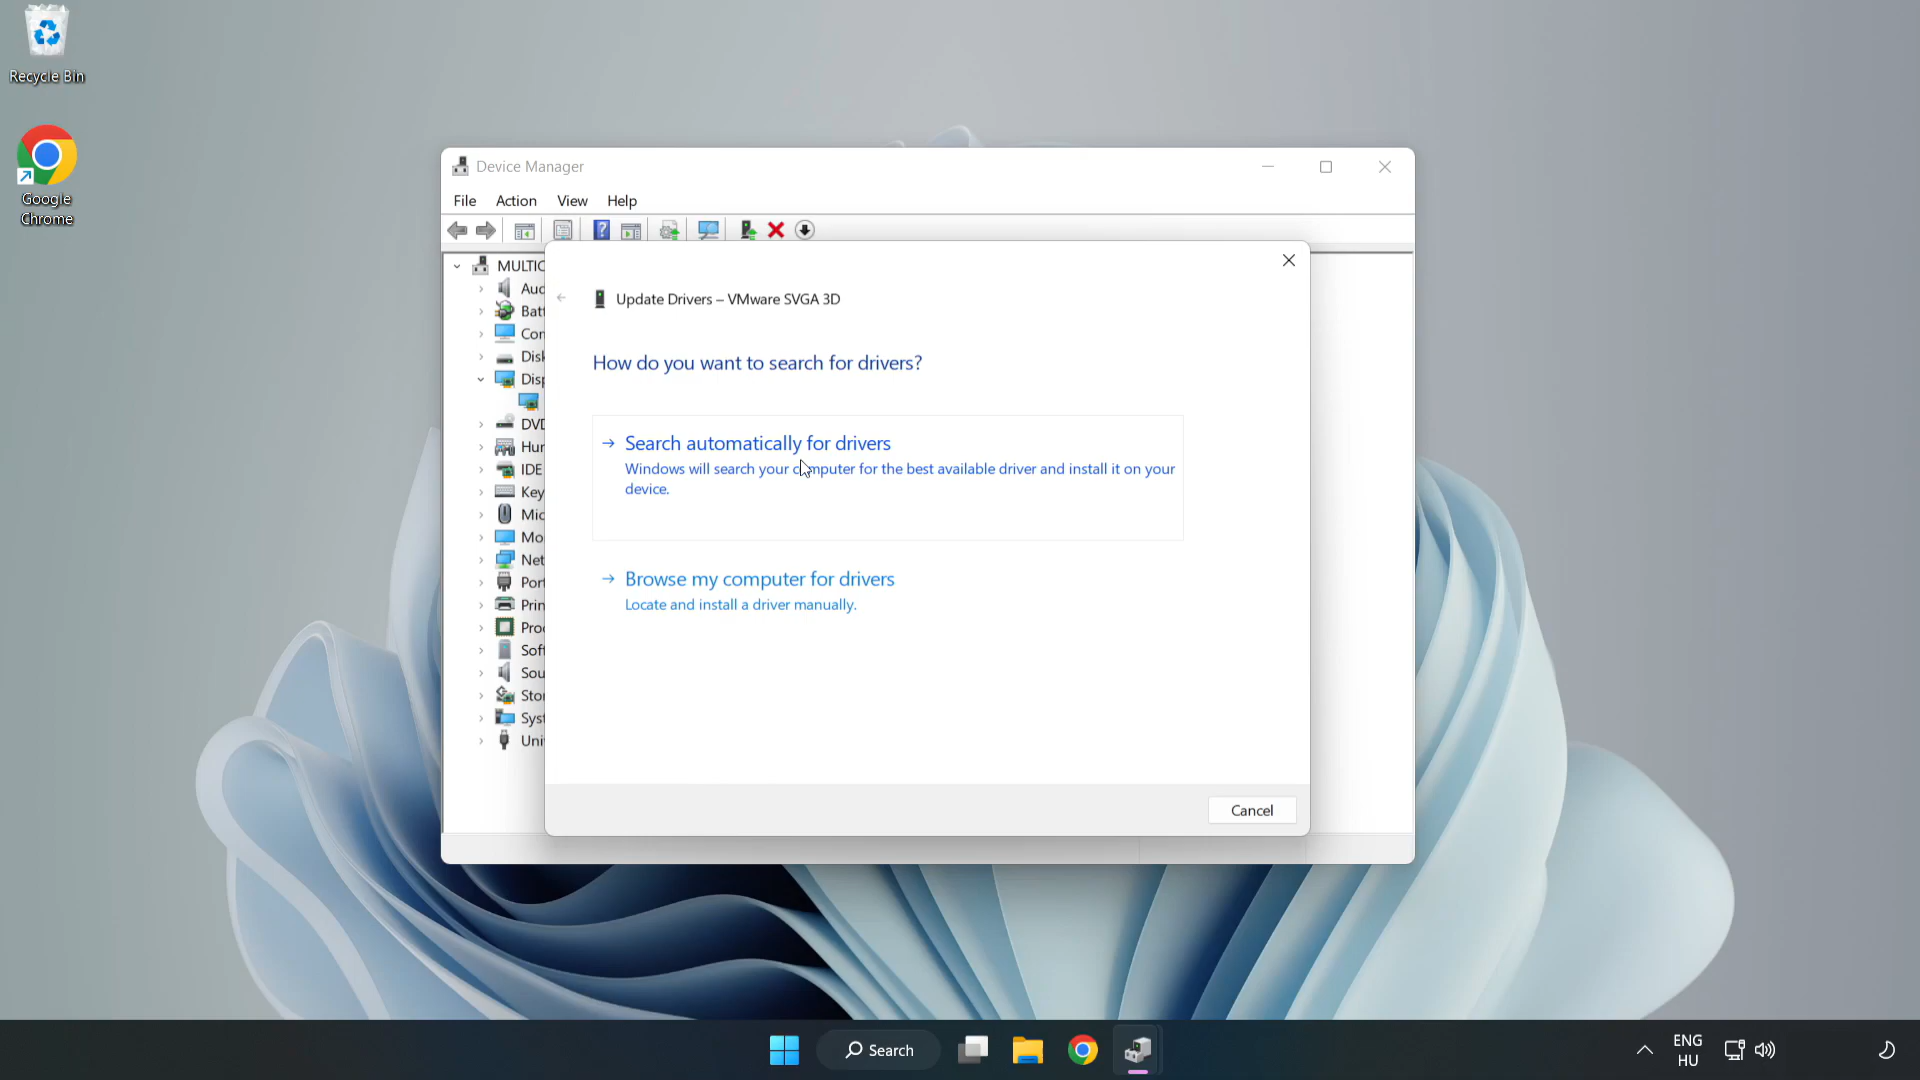 Recycle Bin
Google
Chrome
Device Manager
File Action View Help
Update Drivers – VMware SVGA 3D
How do you want to search for drivers?
Search automatically for drivers
Windows will search your computer for the best available driver and install it on your
device.
Browse my computer for drivers
Locate and install a driver manually.
Cancel
MULTIC
Aud
Batt
Com
Disk
Disp
DVD
Hum
IDE
Key
Mic
Mo
Net
Port
Prin
Proc
Soft
Sou
Stor
Syst
Uni
Search
ENG
HU